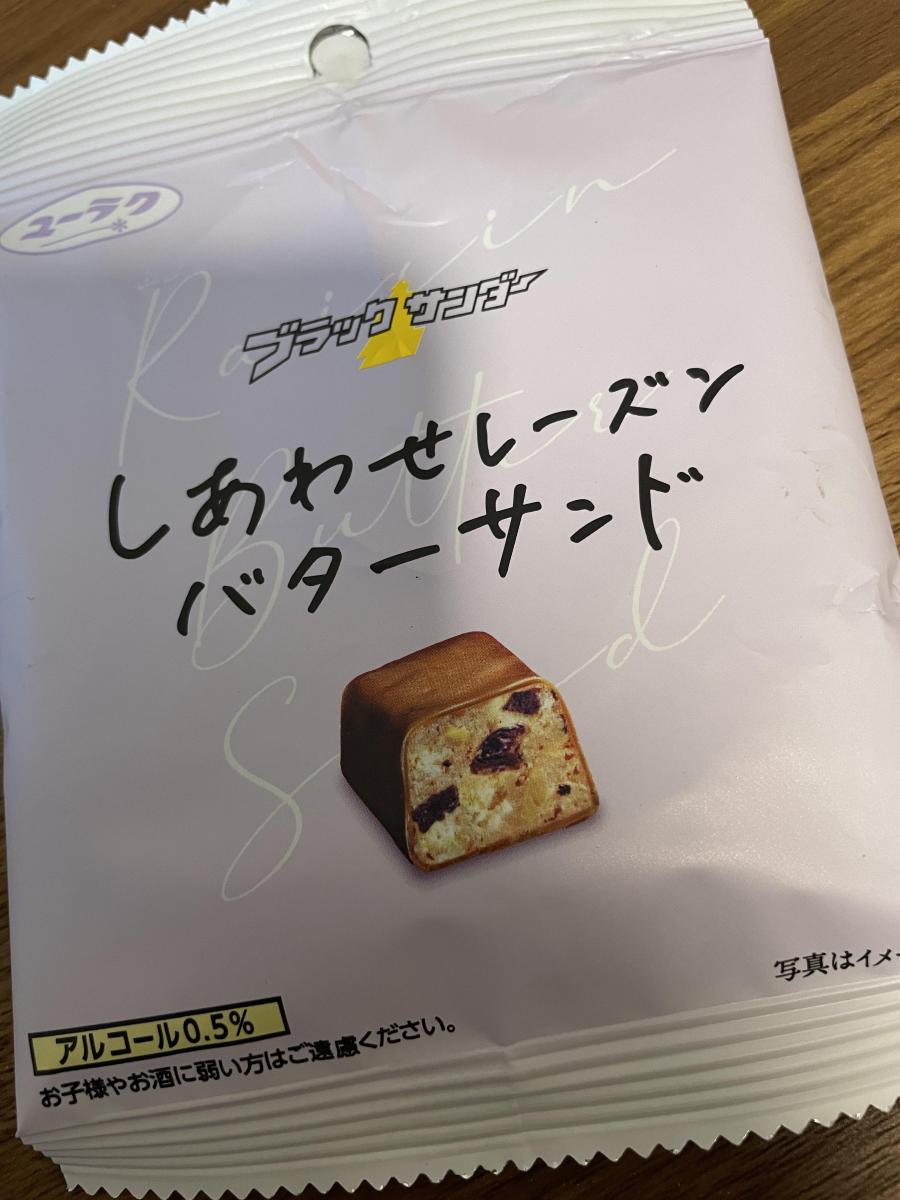 ユーラク
ブラックサンダー
Raisin
しあわせレーズン
Butter
バターサンド
Sand
写真はイメー
アルコール0.5%
お子様やお酒に弱い方はご遠慮ください。